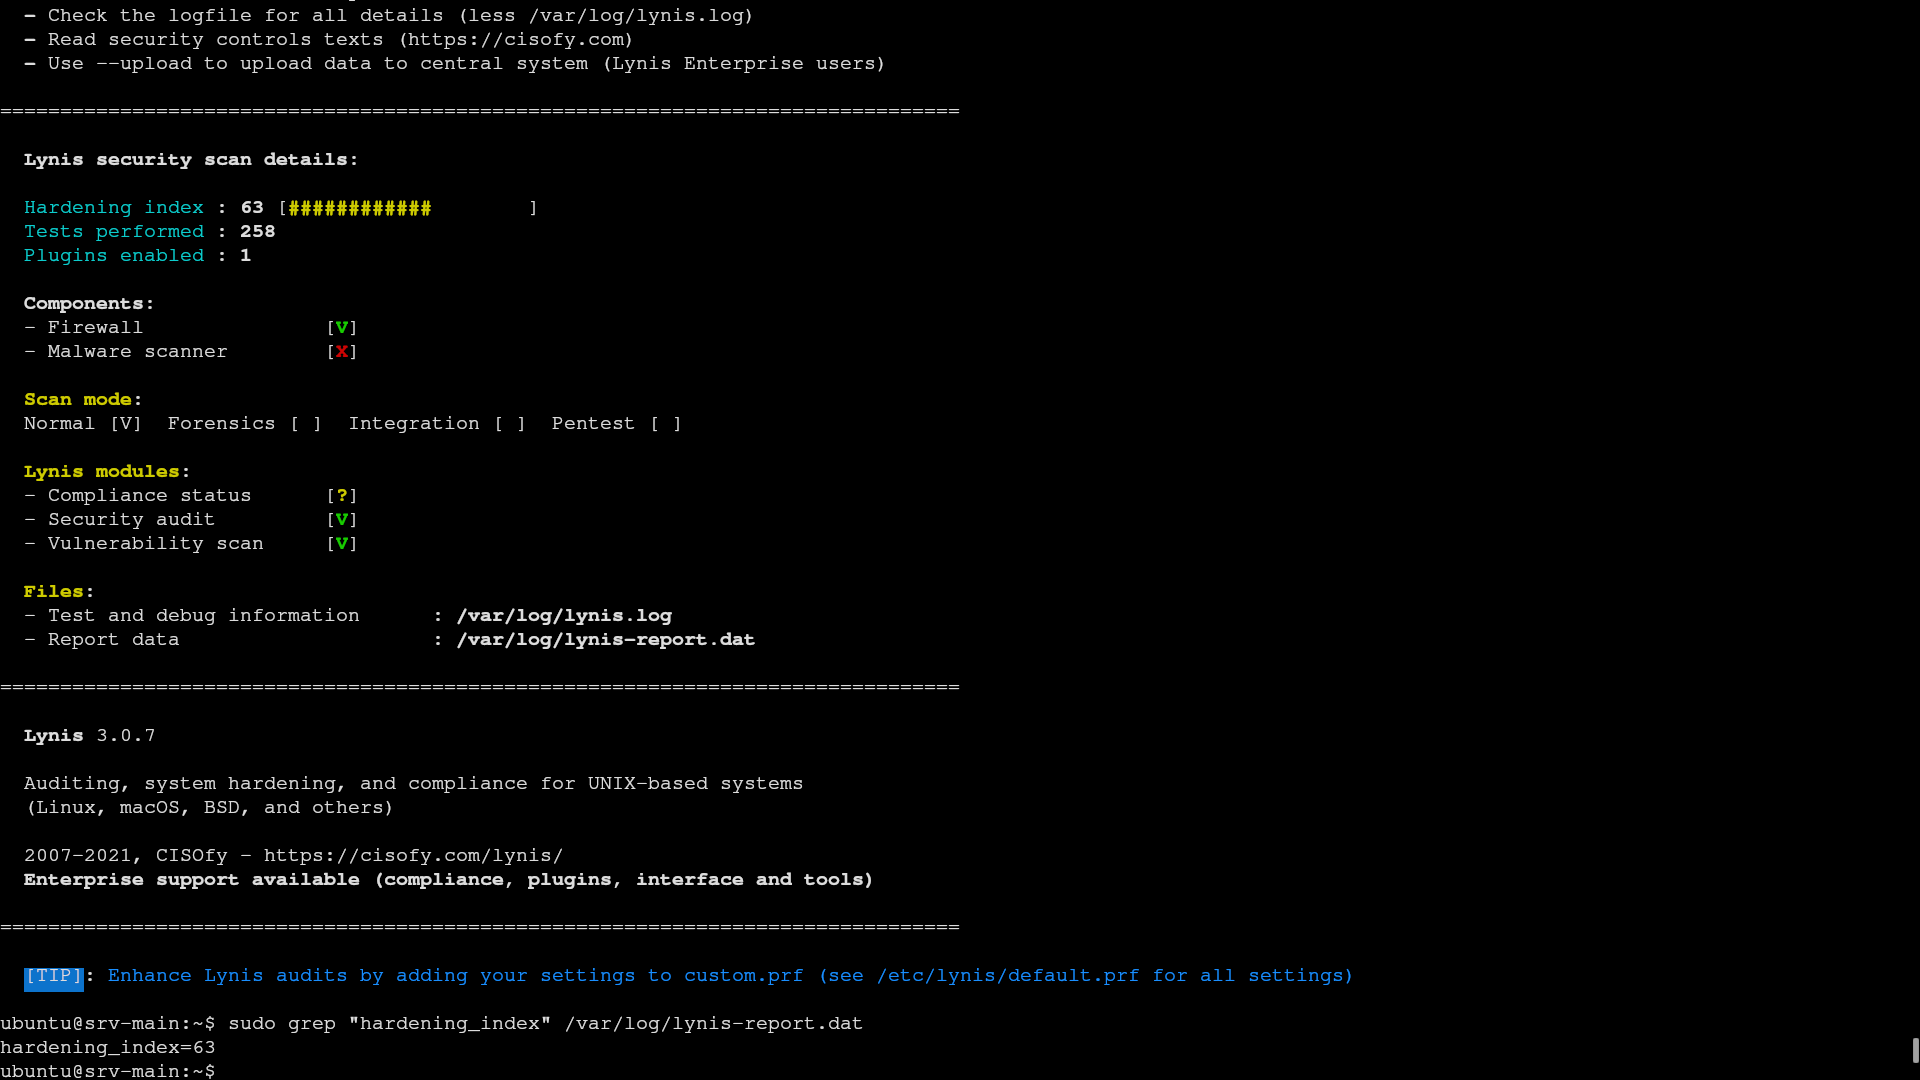 - Check the logfile for all details (less /var/log/lynis.log)
- Read security controls texts (https://cisofy.com)
- Use --upload to upload data to central system (Lynis Enterprise users)
================================================================================
Lynis security scan details:
Hardening index : 63 [############        ]
Tests performed : 258
Plugins enabled : 1
Components:
- Firewall               [V]
- Malware scanner        [X]
Scan mode:
Normal [V]  Forensics [ ]  Integration [ ]  Pentest [ ]
Lynis modules:
- Compliance status      [?]
- Security audit         [V]
- Vulnerability scan     [V]
Files:
- Test and debug information      : /var/log/lynis.log
- Report data                     : /var/log/lynis-report.dat
================================================================================
Lynis 3.0.7
Auditing, system hardening, and compliance for UNIX-based systems
(Linux, macOS, BSD, and others)
2007-2021, CISOfy - https://cisofy.com/lynis/
Enterprise support available (compliance, plugins, interface and tools)
================================================================================
[TIP]: Enhance Lynis audits by adding your settings to custom.prf (see /etc/lynis/default.prf for all settings)
ubuntu@srv-main:~$ sudo grep "hardening_index" /var/log/lynis-report.dat
hardening_index=63
ubuntu@srv-main:~$